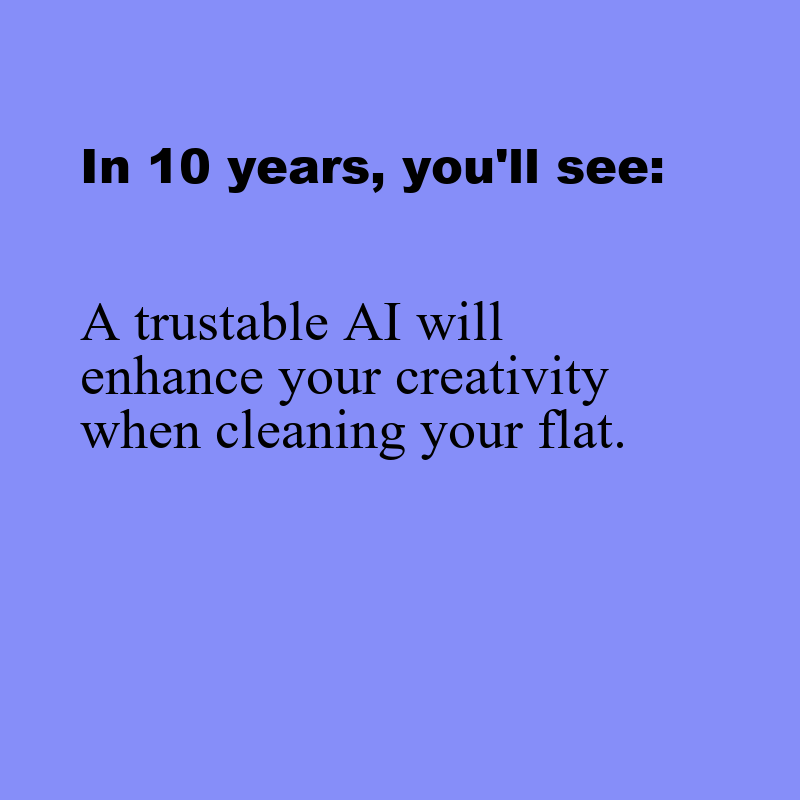 In 10 years, you'll see:
A trustable AI will
enhance your creativity
when cleaning your flat.